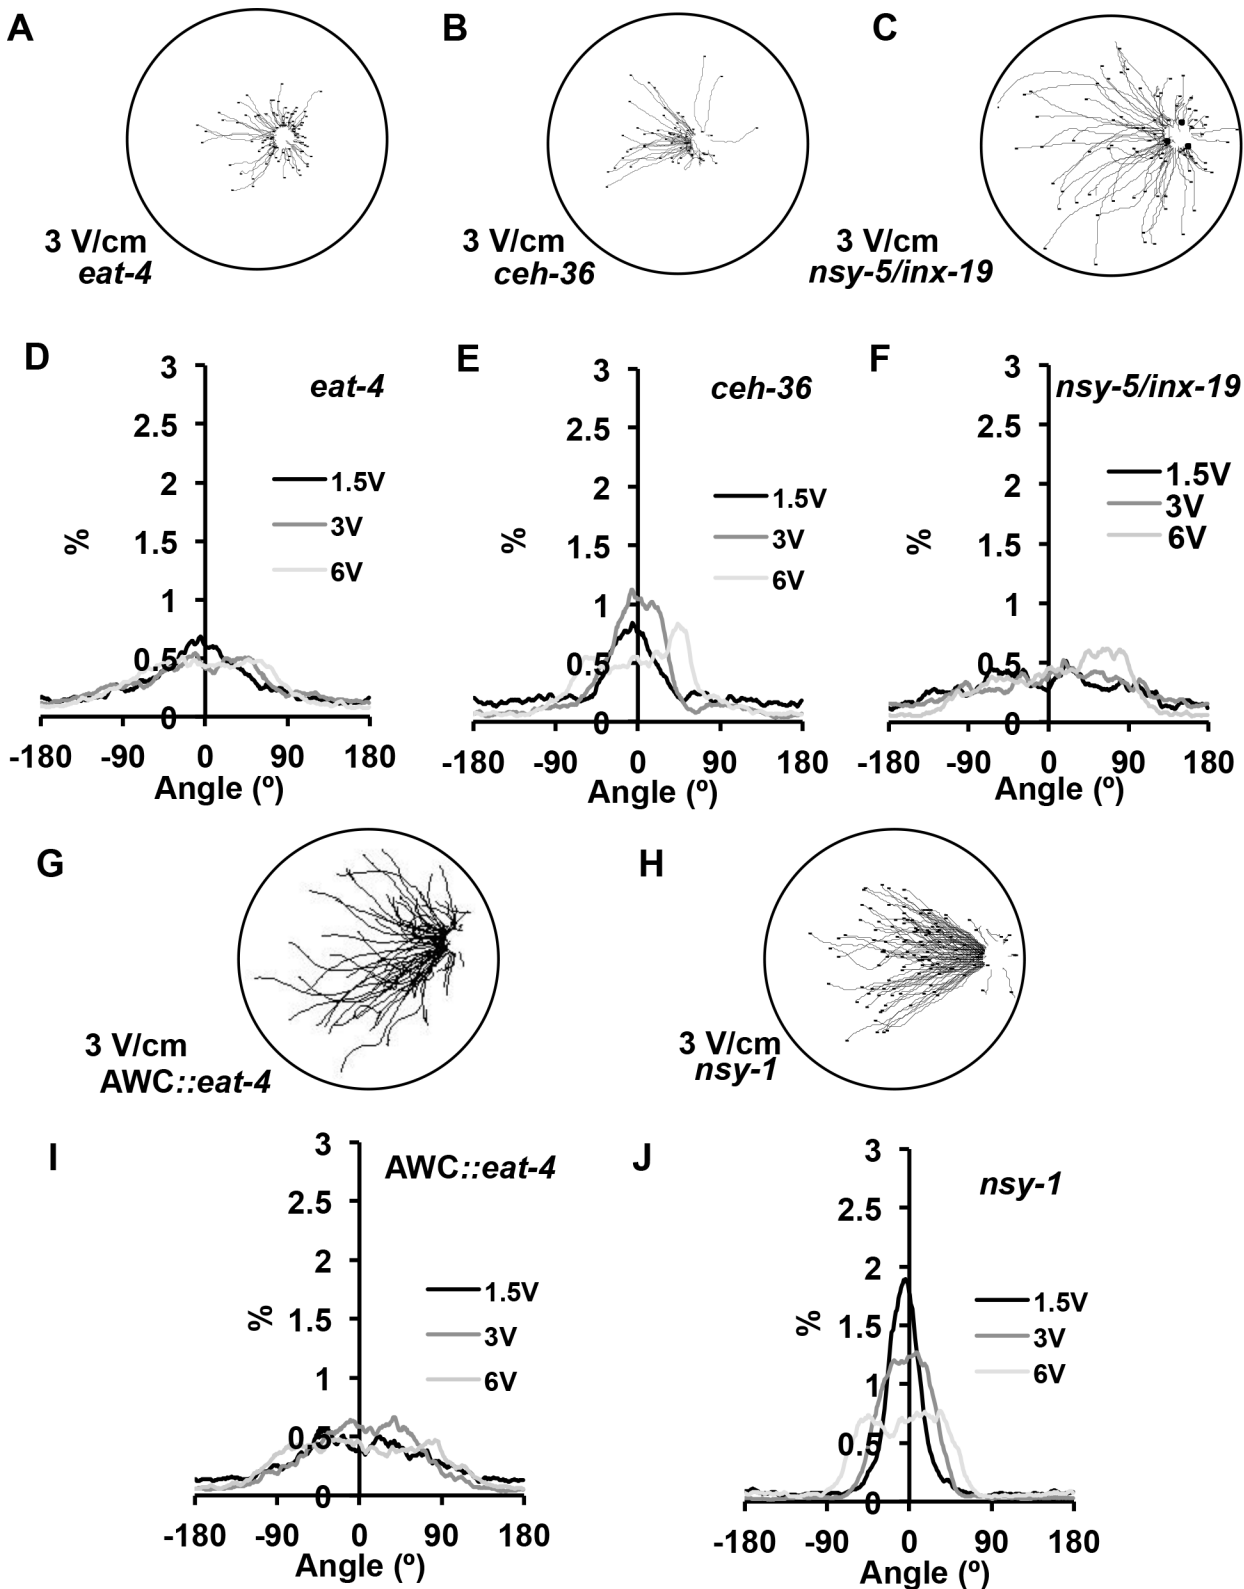 A
B
C
3 V/cm
eat-4
3 V/cm
ceh-36
3 V/cm
nsy-5/inx-19
D
3
2.5
2
1.5
1
0.5
0
%
eat-4
1.5V
3V
6V
-180 -90 0 90 180
Angle (º)
E
3
2.5
2
1.5
1
0.5
0
%
ceh-36
1.5V
3V
6V
-180 -90 0 90 180
Angle (º)
F
3
2.5
2
1.5
1
0.5
0
%
nsy-5/inx-19
1.5V
3V
6V
-180 -90 0 90 180
Angle (º)
G
3 V/cm
AWC::eat-4
H
3 V/cm
nsy-1
I
3
2.5
2
1.5
1
0.5
0
%
AWC::eat-4
1.5V
3V
6V
-180 -90 0 90 180
Angle (º)
J
3
2.5
2
1.5
1
0.5
0
%
nsy-1
1.5V
3V
6V
-180 -90 0 90 180
Angle (º)